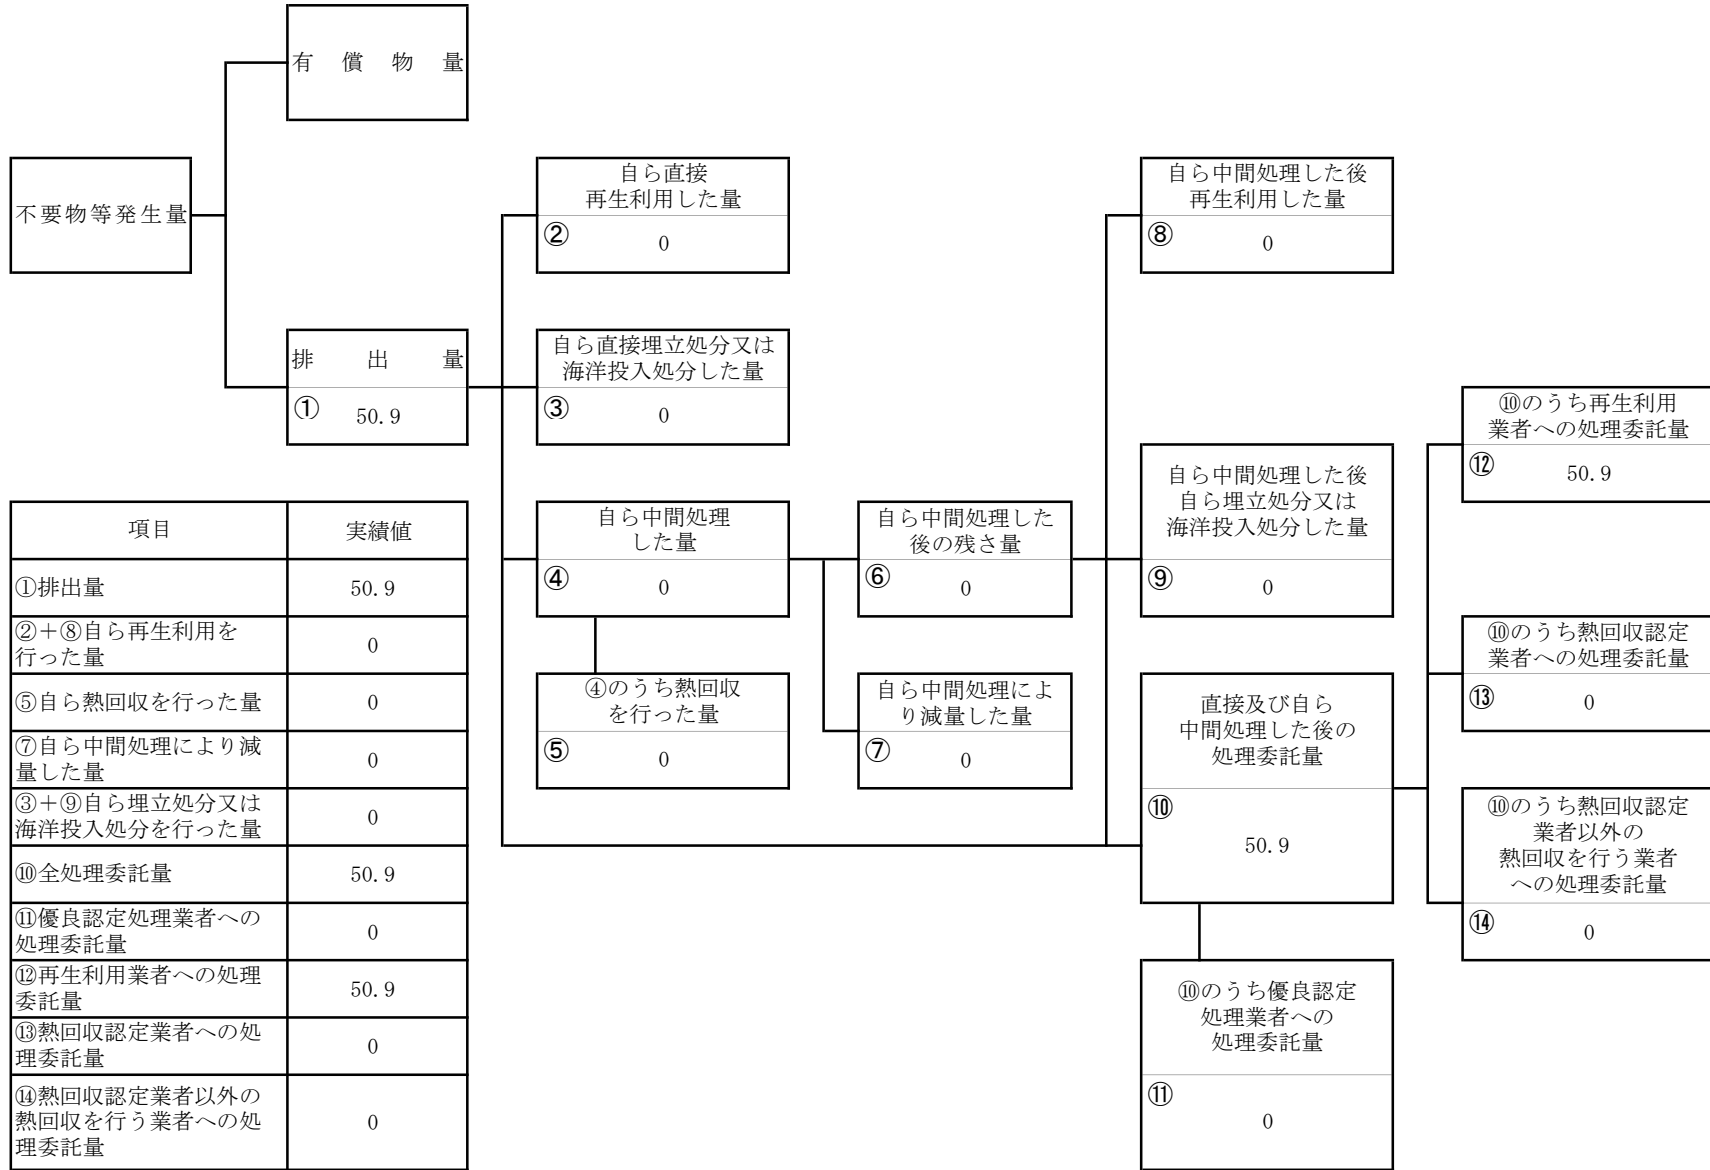 有償物量
不要物等発生量
自ら直接
再生利用した量
②
0
自ら中間処理した後
再生利用した量
⑧
0
排出量
①
50.9
自ら直接埋立処分又は
海洋投入処分した量
③
0
⑩のうち再生利用
業者への処理委託量
⑫
50.9
自ら中間処理
した量
④
0
自ら中間処理した
後の残さ量
⑥
0
自ら中間処理した後
自ら埋立処分又は
海洋投入処分した量
⑨
0
⑩のうち熱回収認定
業者への処理委託量
⑬
0
④のうち熱回収
を行った量
⑤
0
自ら中間処理によ
り減量した量
⑦
0
直接及び自ら
中間処理した後の
処理委託量
⑩
50.9
⑩のうち熱回収認定
業者以外の
熱回収を行う業者
への処理委託量
⑭
0
⑩のうち優良認定
処理業者への
処理委託量
⑪
0
項目
実績値
①排出量
50.9
②+⑧自ら再生利用を
行った量
0
⑤自ら熱回収を行った量
0
⑦自ら中間処理により減
量した量
0
③+⑨自ら埋立処分又は
海洋投入処分を行った量
0
⑩全処理委託量
50.9
⑪優良認定処理業者への
処理委託量
0
⑫再生利用業者への処理
委託量
50.9
⑬熱回収認定業者への処
理委託量
0
⑭熱回収認定業者以外の
熱回収を行う業者への処
理委託量
0